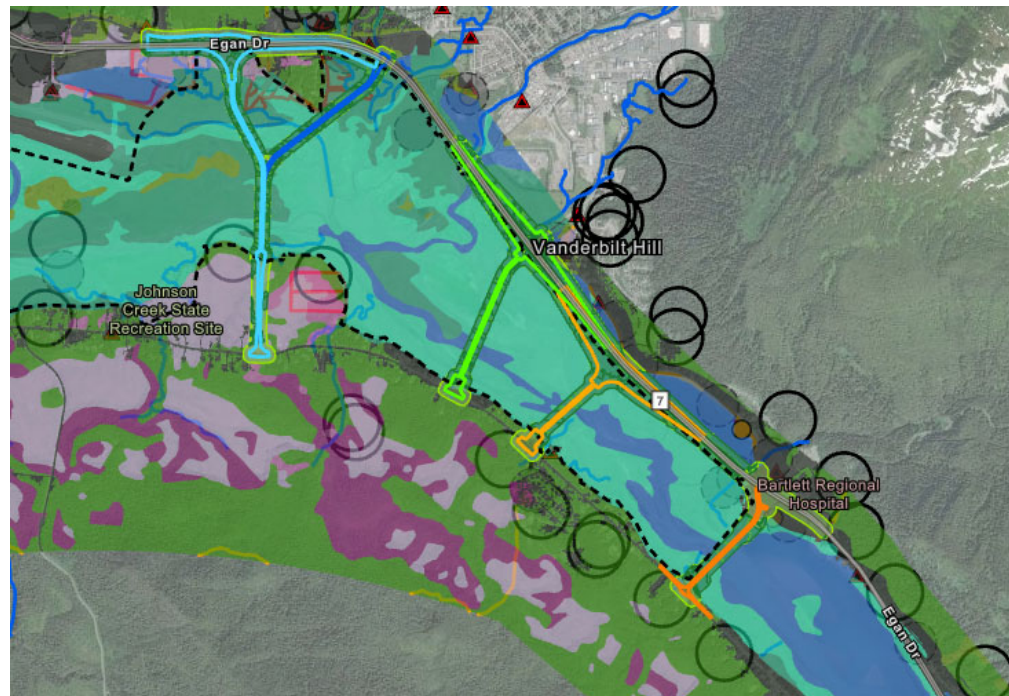 Egan Dr
Vanderbilt Hill
Johnson
Creek State
Recreation Site
7
Bartlett Regional
Hospital
Egan Dr